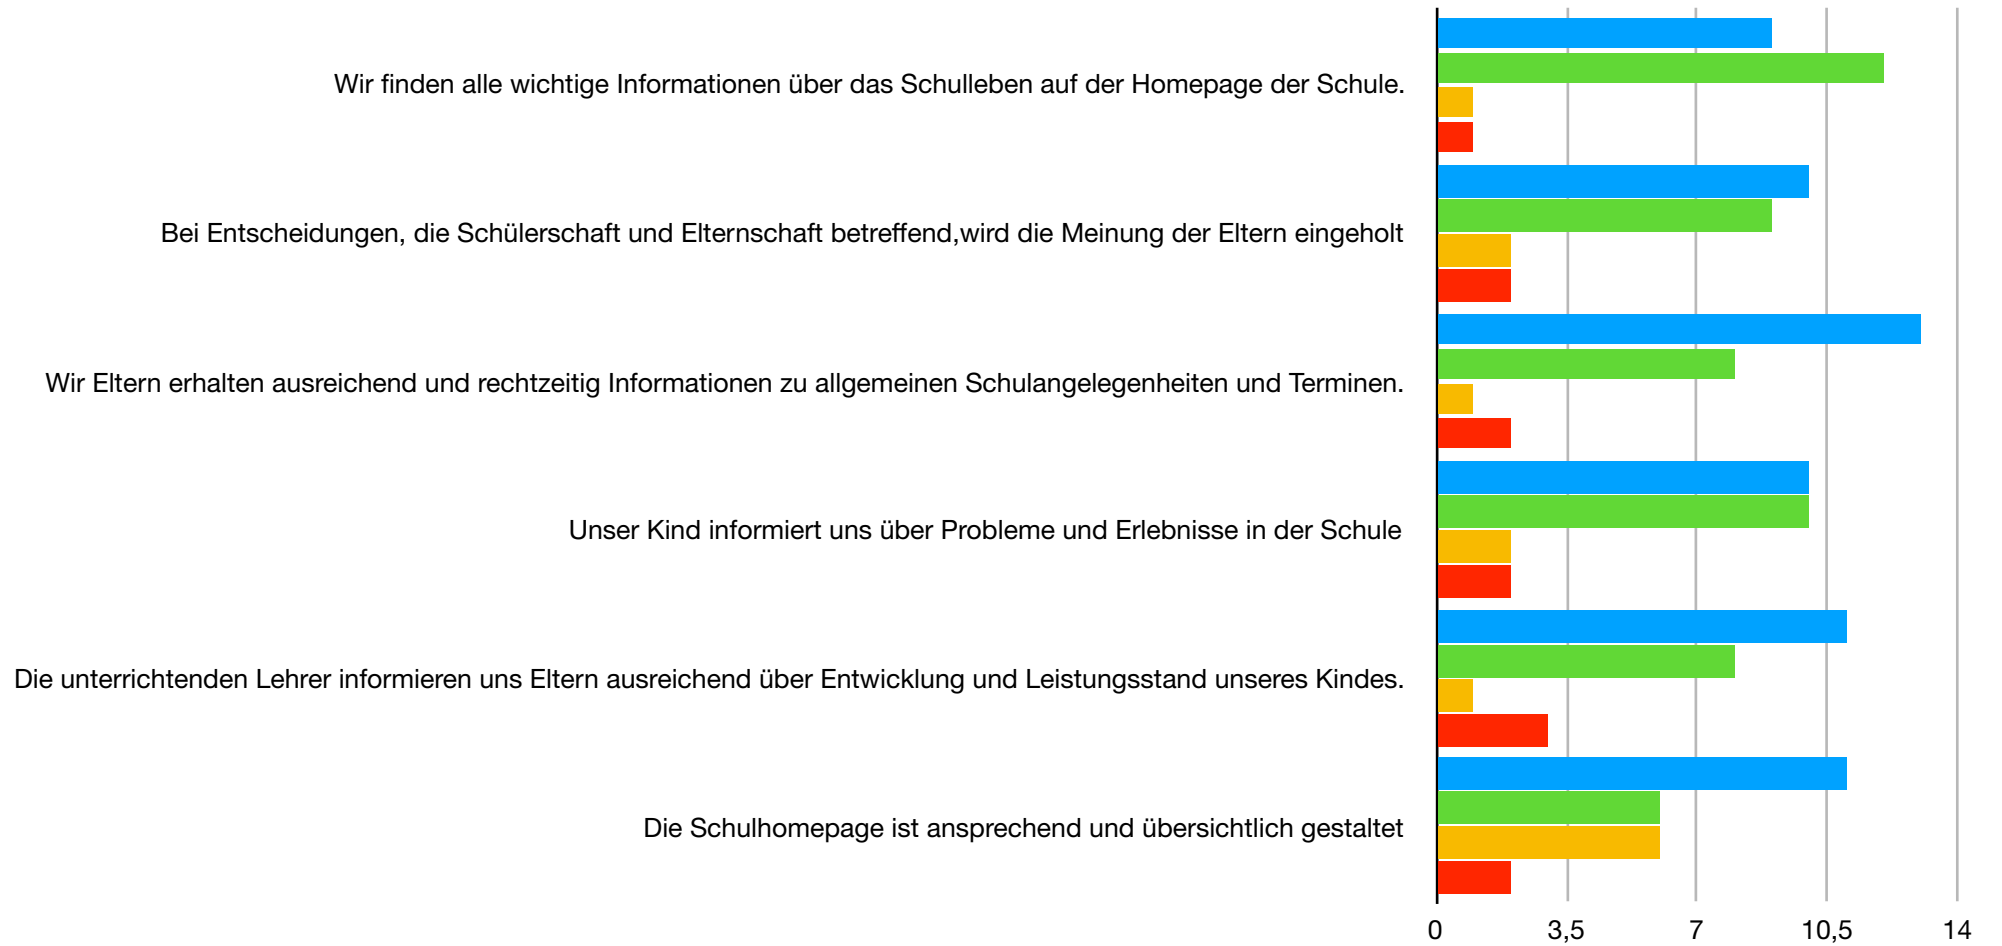 Wir finden alle wichtige Informationen über das Schulleben auf der Homepage der Schule.
Bei Entscheidungen, die Schülerschaft und Elternschaft betreffend,wird die Meinung der Eltern eingeholt
Wir Eltern erhalten ausreichend und rechtzeitig Informationen zu allgemeinen Schulangelegenheiten und Terminen.
Unser Kind informiert uns über Probleme und Erlebnisse in der Schule
Die unterrichtenden Lehrer informieren uns Eltern ausreichend über Entwicklung und Leistungsstand unseres Kindes.
Die Schulhomepage ist ansprechend und übersichtlich gestaltet
0 3,5 7 10,5 14